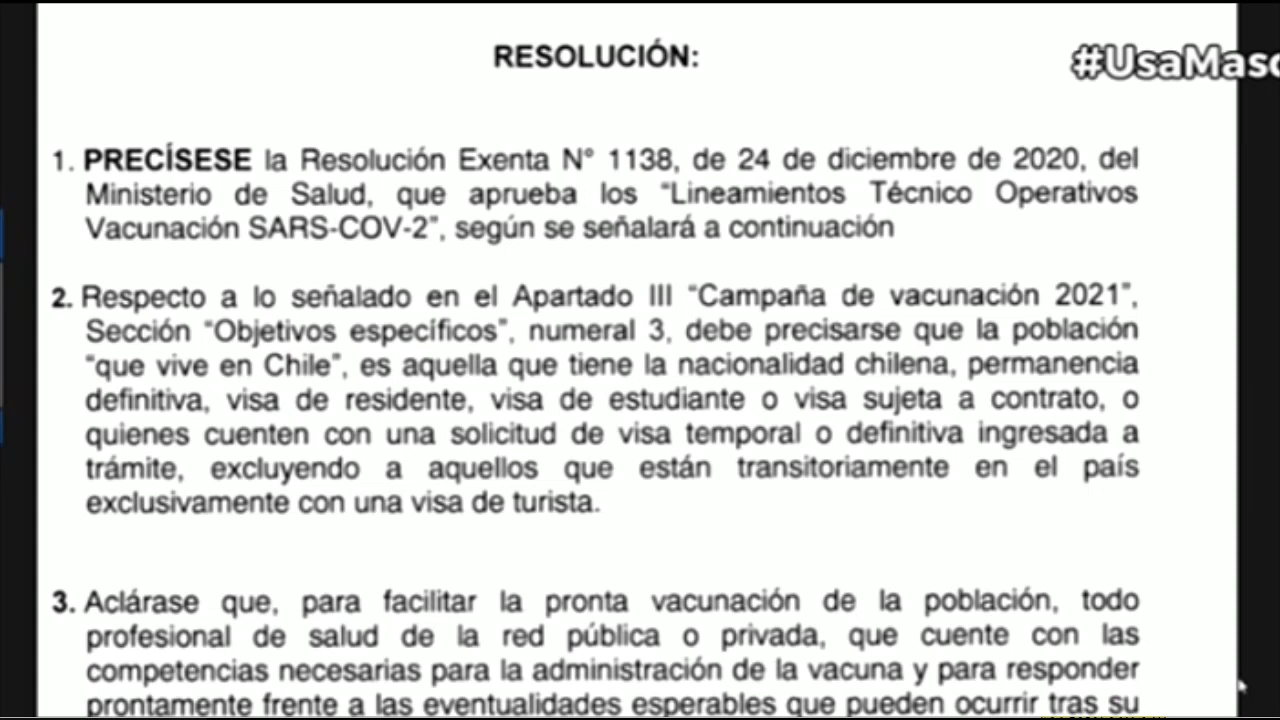 RESOLUCIÓN:
#UsaMasc
1. PRECÍSESE la Resolución Exenta N° 1138, de 24 de diciembre de 2020, del
Ministerio de Salud, que aprueba los “Lineamientos Técnico Operativos
Vacunación SARS-COV-2”, según se señalará a continuación
2. Respecto a lo señalado en el Apartado III “Campaña de vacunación 2021”,
Sección “Objetivos específicos”, numeral 3, debe precisarse que la población
“que vive en Chile”, es aquella que tiene la nacionalidad chilena, permanencia
definitiva, visa de residente, visa de estudiante o visa sujeta a contrato, o
quienes cuenten con una solicitud de visa temporal o definitiva ingresada a
trámite, excluyendo a aquellos que están transitoriamente en el país
exclusivamente con una visa de turista.
3. Aclárase que, para facilitar la pronta vacunación de la población, todo
profesional de salud de la red pública o privada, que cuente con las
competencias necesarias para la administración de la vacuna y para responder
prontamente frente a las eventualidades esperables que pueden ocurrir tras su